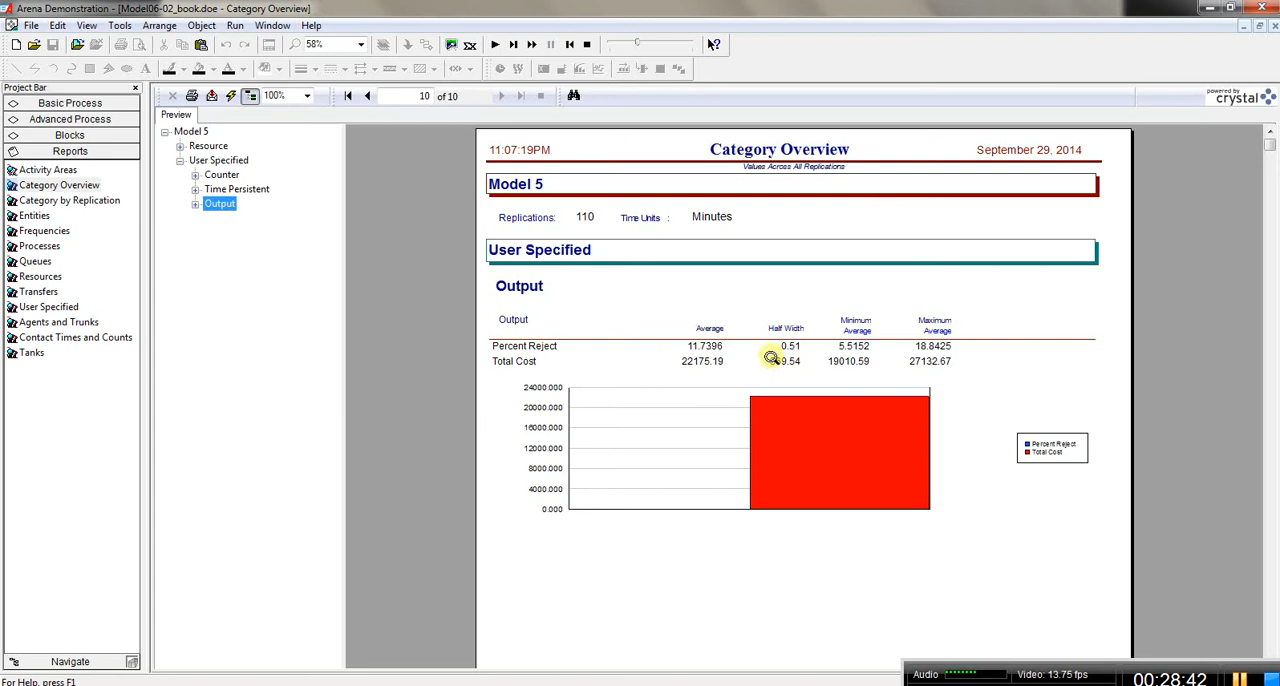 Arena Demonstration - [Model06-02_book.doe - Category Overview]
File Edit View Tools Arrange Object Run Window Help
58%
Project Bar
Basic Process
Advanced Process
Blocks
Reports
Activity Areas
Category Overview
Category by Replication
Entities
Frequencies
Processes
Queues
Resources
Transfers
User Specified
Agents and Trunks
Contact Times and Counts
Tanks
Navigate
100% 10 of 10
powered by
crystal
Preview
Model 5
Resource
User Specified
Counter
Time Persistent
Output
11:07:19PM Category Overview September 29, 2014
Values Across All Replications
Model 5
Replications: 110 Time Units : Minutes
User Specified
Output
Output Average Half Width Minimum Average Maximum Average
Percent Reject 11.7396 0.51 5.5152 18.8425
Total Cost 22175.19 9.54 19010.59 27132.67
24000.000
20000.000
16000.000
12000.000
8000.000
4000.000
0.000
Percent Reject
Total Cost
For Help, press F1
Audio Video: 13.75 fps 00:28:42